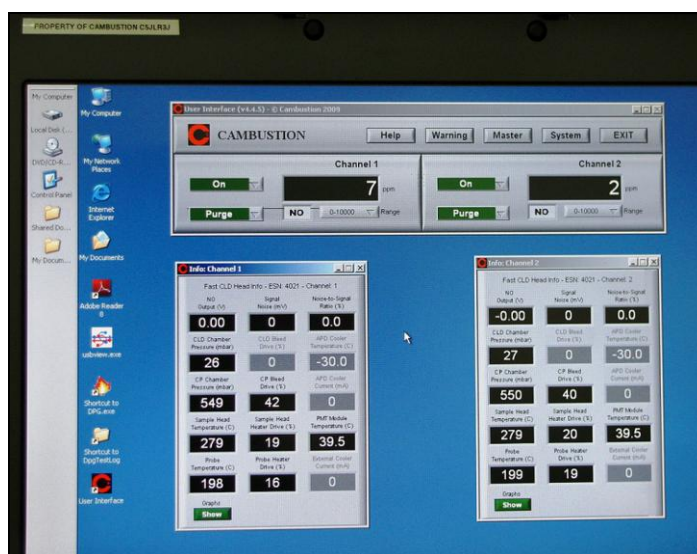 PROPERTY OF CAMBUSTION C5JLR3J
My Computer
Local Disk (...
DVD/CD-R...
Control Panel
Shared Do...
My Docum...
My Computer
My Network
Places
Internet
Explorer
My Documents
Adobe Reader
8
usbview.exe
Shortcut to
DPG.exe
Shortcut to
DpgTestLog
User Interface
User Interface (v4.4.5) - © Cambustion 2009
CAMBUSTION
Help
Warning
Master
System
EXIT
Channel 1
On
7 ppm
Purge
NO
0-10000
Range
Channel 2
On
2 ppm
Purge
NO
0-10000
Range
Info: Channel 1
Fast CLD Head Info - ESN: 4021 - Channel: 1
NO Signal Noise-to-Signal
Output (V) Noise (mV) Ratio (%)
0.00 0 0.0
CLD Chamber CLD Bleed APD Cooler
Pressure (mbar) Drive (%) Temperature (C)
26 0 -30.0
CP Chamber CP Bleed APD Cooler
Pressure (mbar) Drive (%) Current (mA)
549 42 0
Sample Head Sample Head PMT Module
Temperature (C) Heater Drive (%) Temperature (C)
279 19 39.5
Probe Probe Heater External Cooler
Temperature (C) Drive (%) Current (mA)
198 16 0
Graphs
Show
Info: Channel 2
Fast CLD Head Info - ESN: 4021 - Channel: 2
NO Signal Noise-to-Signal
Output (V) Noise (mV) Ratio (%)
-0.00 0 0.0
CLD Chamber CLD Bleed APD Cooler
Pressure (mbar) Drive (%) Temperature (C)
27 0 -30.0
CP Chamber CP Bleed APD Cooler
Pressure (mbar) Drive (%) Current (mA)
550 40 0
Sample Head Sample Head PMT Module
Temperature (C) Heater Drive (%) Temperature (C)
279 20 39.5
Probe Probe Heater External Cooler
Temperature (C) Drive (%) Current (mA)
199 19 0
Graphs
Show